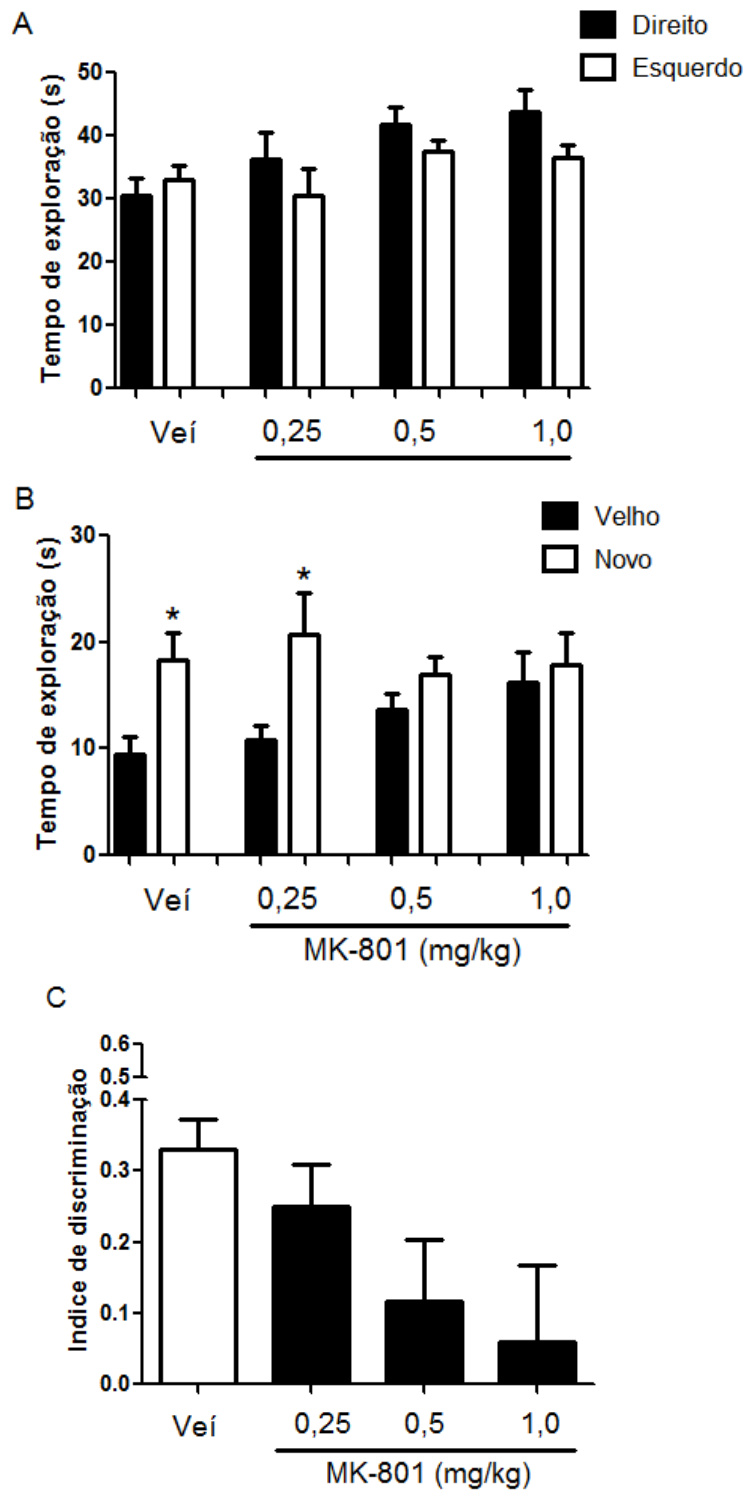 A
Direito
Esquerdo
Tempo de exploração (s)
50
40
30
20
10
0
Veí 0,25 0,5 1,0
B
Velho
Novo
Tempo de exploração (s)
30
20
10
0
* *
Veí 0,25 0,5 1,0
MK-801 (mg/kg)
C
Indice de discriminação
0.6
0.5
0.4
0.3
0.2
0.1
0.0
Veí 0,25 0,5 1,0
MK-801 (mg/kg)